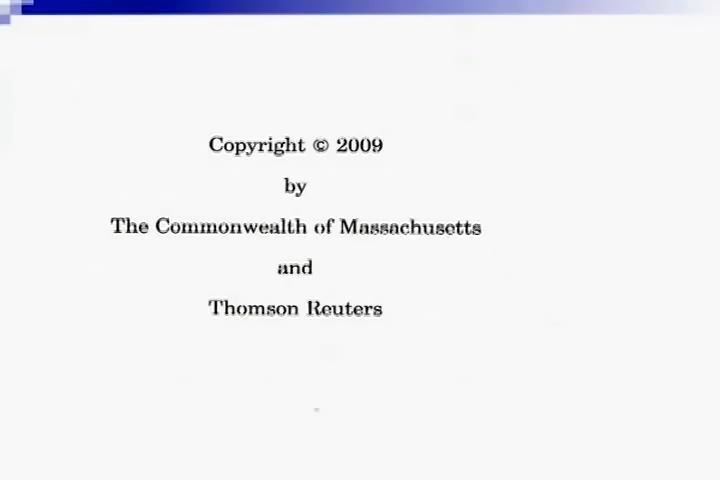 Copyright © 2009
by
The Commonwealth of Massachusetts
and
Thomson Reuters